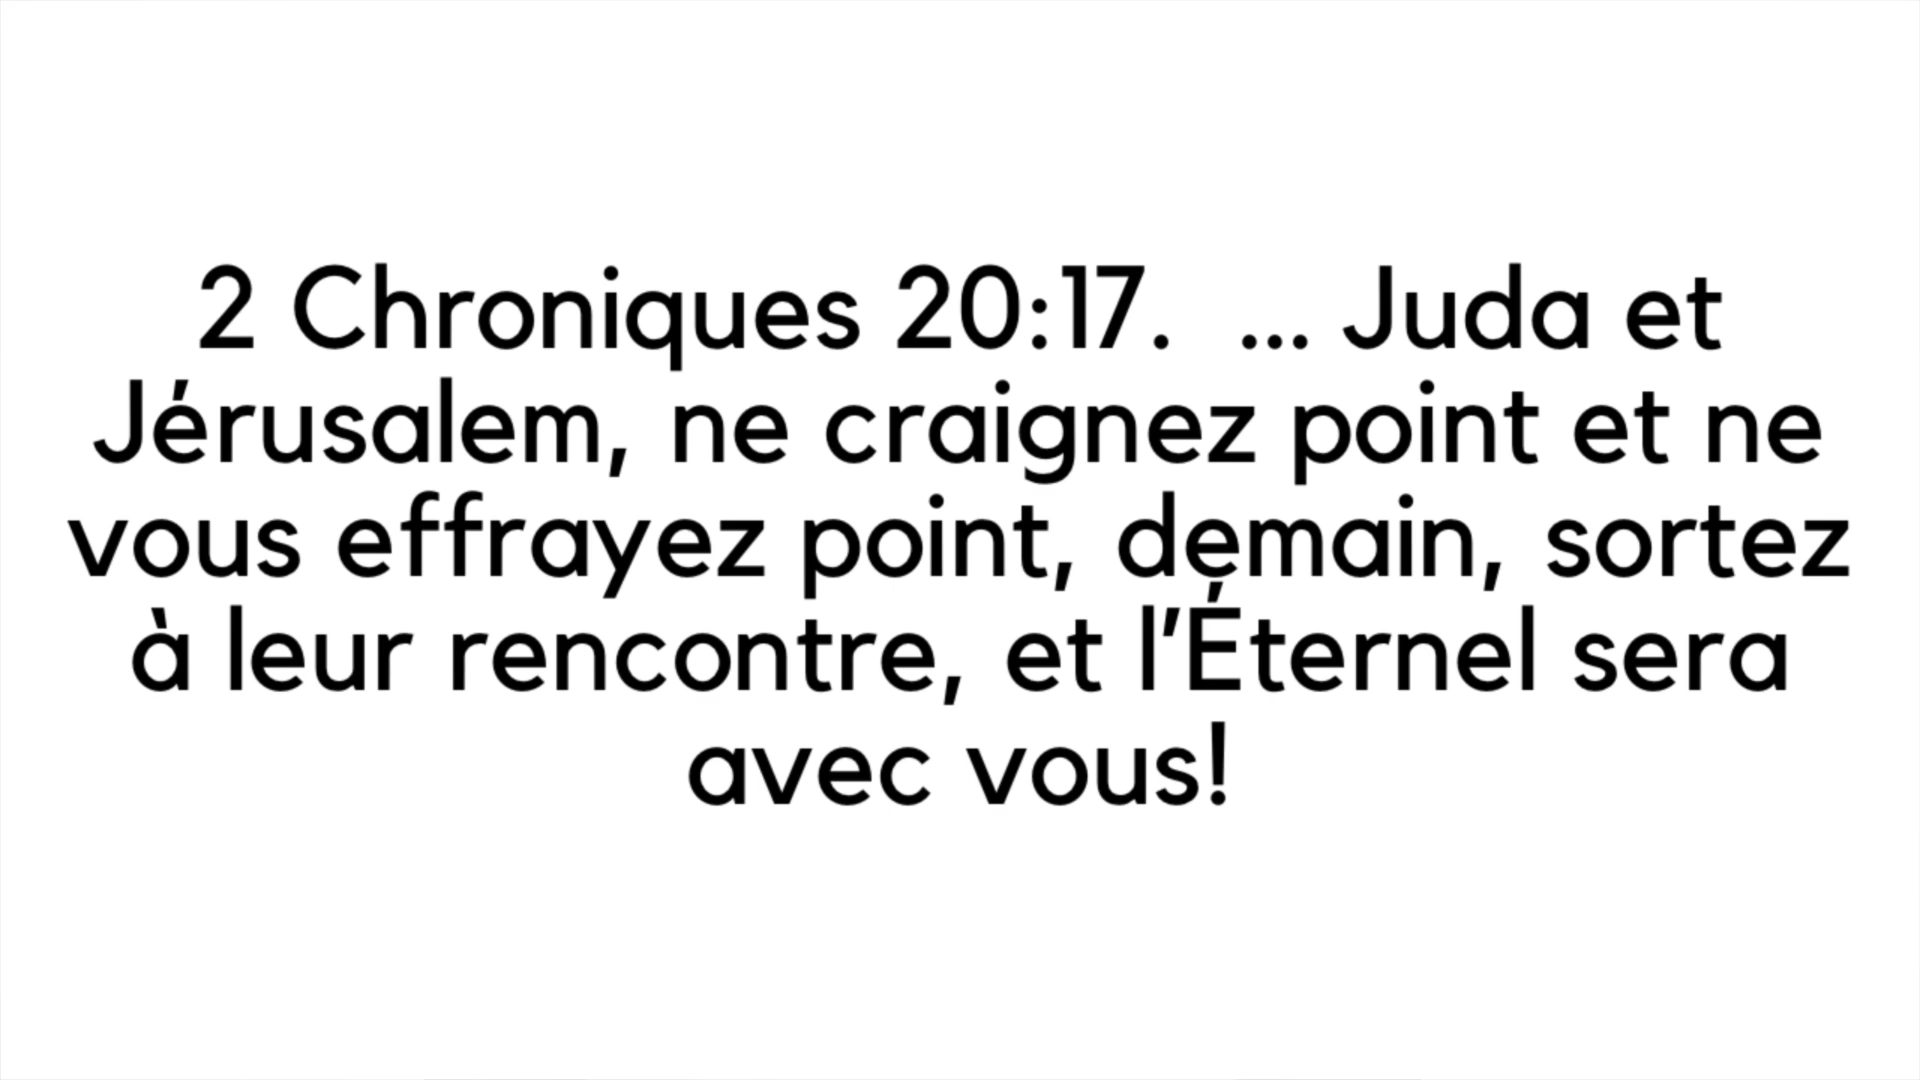 2 Chroniques 20:17.  ... Juda et
Jérusalem, ne craignez point et ne
vous effrayez point, demain, sortez
à leur rencontre, et l'Éternel sera
avec vous!